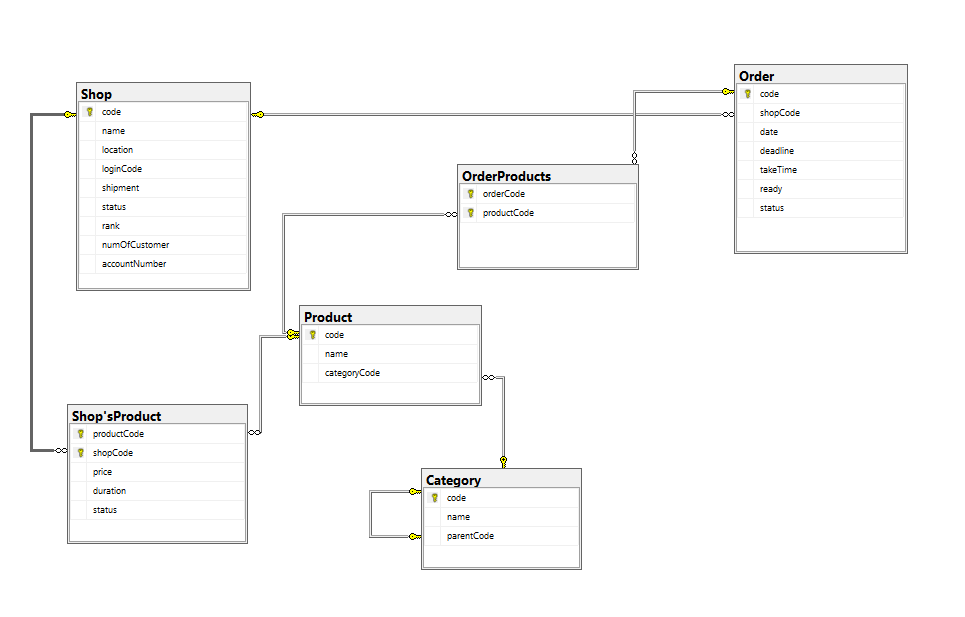 Shop
code
name
location
loginCode
shipment
status
rank
numOfCustomer
accountNumber
Order
code
shopCode
date
deadline
takeTime
ready
status
OrderProducts
orderCode
productCode
Product
code
name
categoryCode
Shop'sProduct
productCode
shopCode
price
duration
status
Category
code
name
parentCode